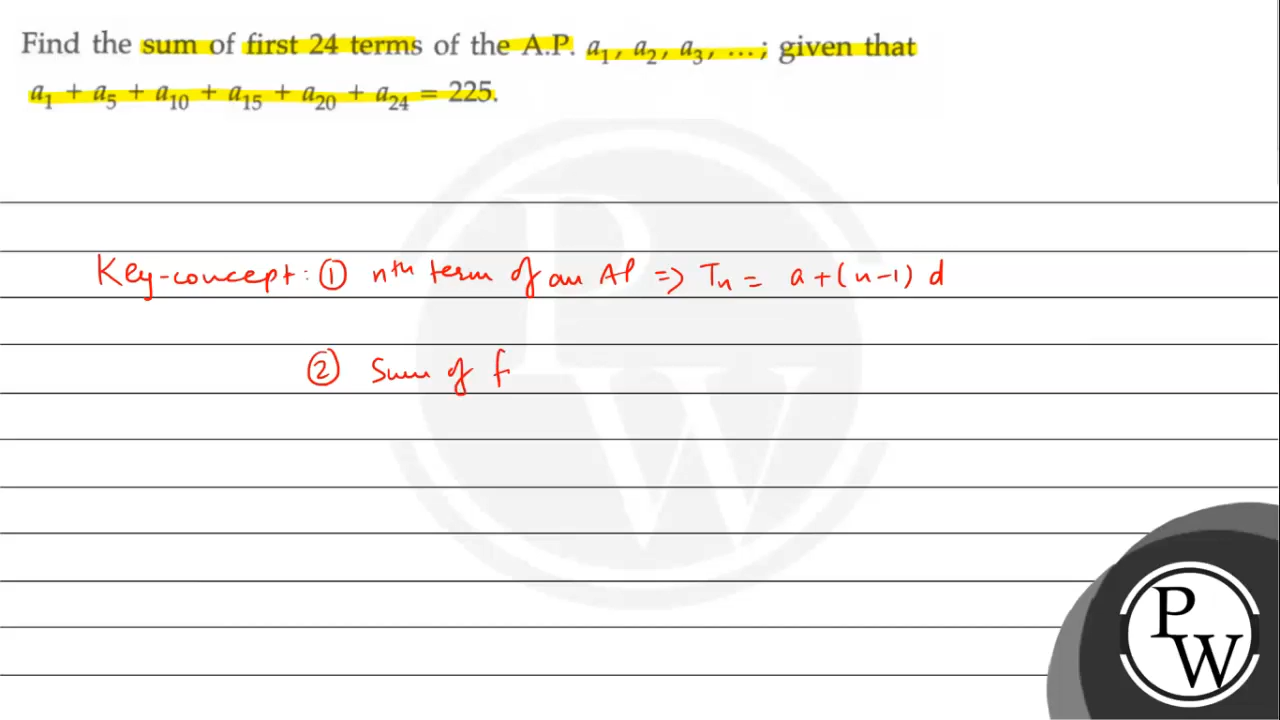 Find the sum of first 24 terms of the A.P. a₁, a₂, a₃, ...; given that
a₁ + a₅ + a₁₀ + a₁₅ + a₂₀ + a₂₄ = 225.
Key-concept: ① nᵗʰ term of an AP ⇒ Tₙ = a + (n-1) d
② Sum of f
P
W
P
W